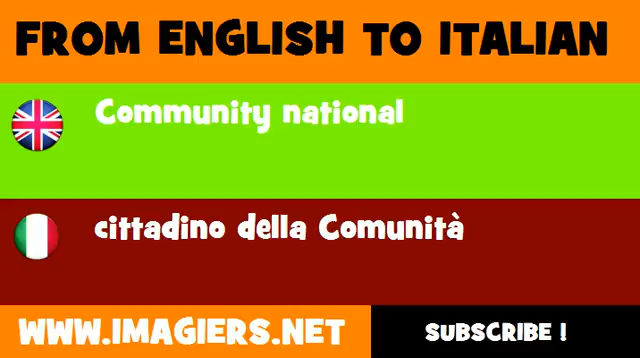 FROM ENGLISH TO ITALIAN
Community national
cittadino della Comunità
WWW.IMAGIERS.NET
SUBSCRIBE !